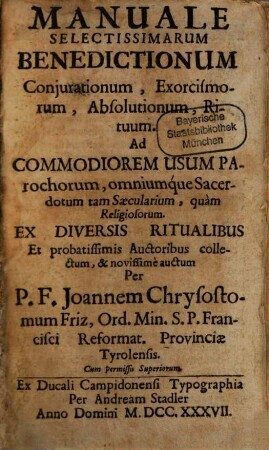 MANUALE
SELECTISSIMARUM
BENEDICTIONUM
Conjurationum, Exorcismo-
rum, Absolutionum, Ri-
tuum.
Bayerische
Staatsbibliothek
München
Ad
COMMODIOREM USUM PA-
rochorum, omniumque Sacer-
dotum tam Sæcularium, quàm
Religiosorum.
EX DIVERSIS RITUALIBUS
Et probatissimis Auctoribus colle-
ctum, & novissimè auctum
Per
P. F. Joannem Chrysosto-
mum Friz, Ord. Min. S. P. Fran-
cisci Reformat. Provinciæ
Tyrolensis.
Cum permissu Superiorum.
Ex Ducali Campidonensi Typographia
Per Andream Stadler
Anno Domini M. DCC. XXXVII.